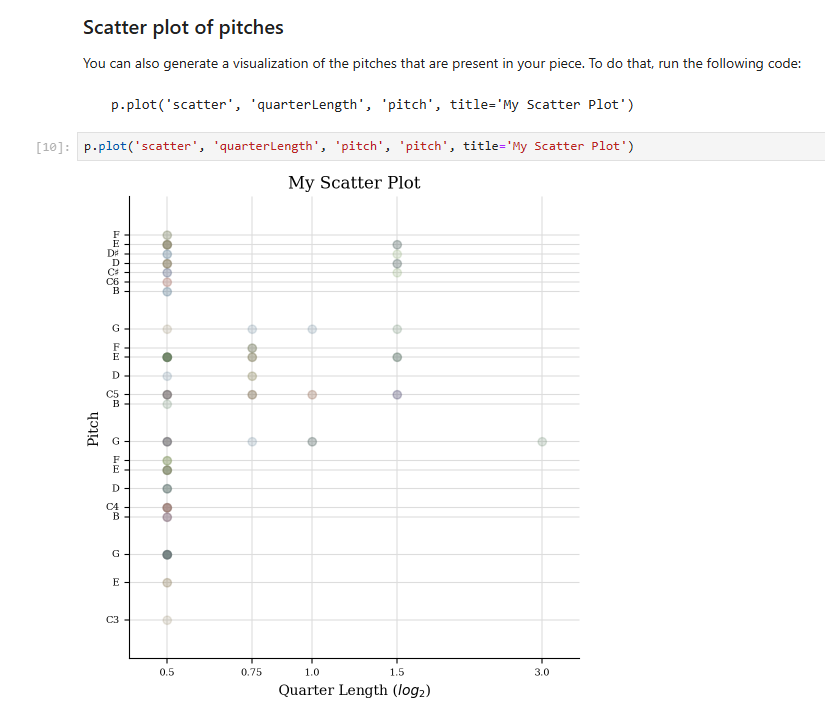 Scatter plot of pitches
You can also generate a visualization of the pitches that are present in your piece. To do that, run the following code:
p.plot('scatter', 'quarterLength', 'pitch', title='My Scatter Plot')
[10]: p.plot('scatter', 'quarterLength', 'pitch', 'pitch', title='My Scatter Plot')
My Scatter Plot
F
E
D♯
D
C♯
C6
B
G
F
E
D
C5
B
Pitch
G
F
E
D
C4
B
G
E
C3
0.5 0.75 1.0 1.5 3.0
Quarter Length (log₂)